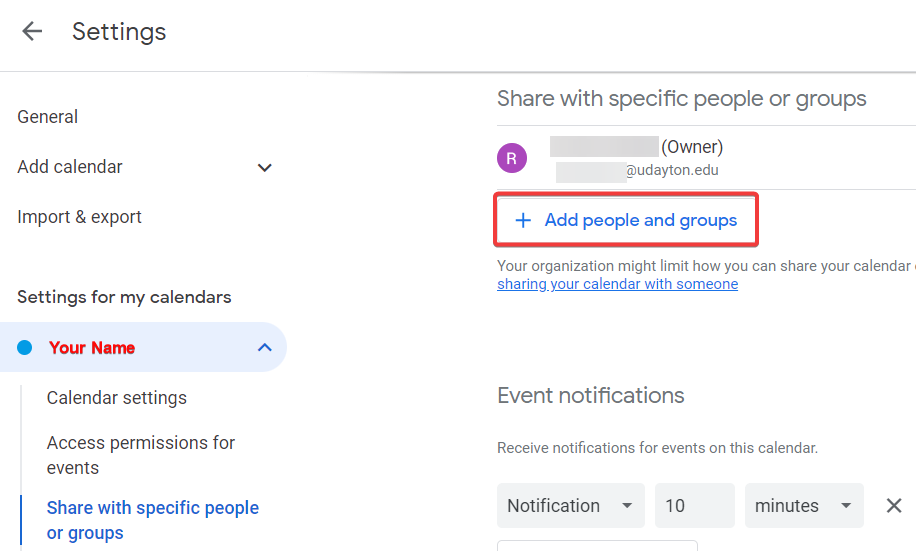 Settings
General
Add calendar
Import & export
Settings for my calendars
Your Name
Calendar settings
Access permissions for
events
Share with specific people
or groups
Share with specific people or groups
R
(Owner)
@udayton.edu
+ Add people and groups
Your organization might limit how you can share your calendar
sharing your calendar with someone
Event notifications
Receive notifications for events on this calendar.
Notification 10 minutes